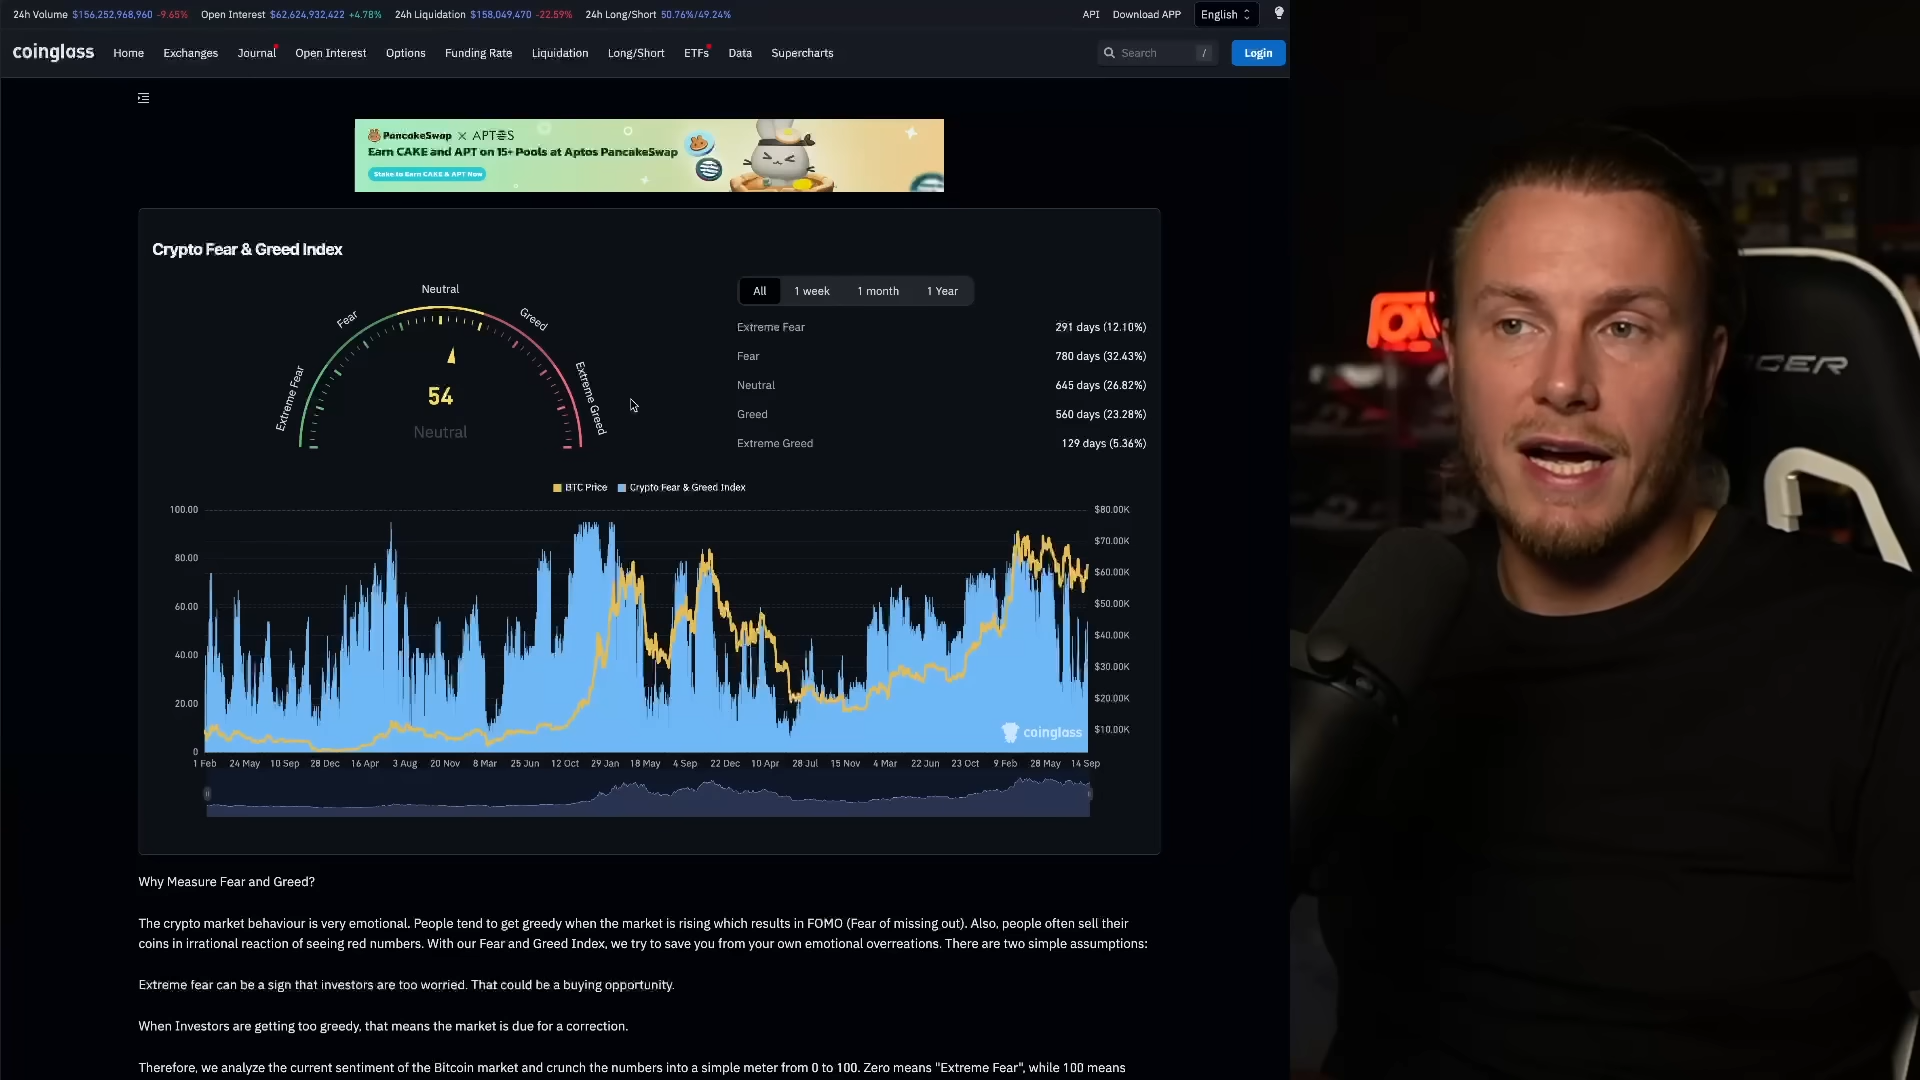 24h Volume $156,252,968,960 -9.65% Open Interest $62,624,932,422 +4.78% 24h Liquidation $158,049,470 -22.59% 24h Long/Short 50.76%/49.24% API Download APP English
coinglass Home Exchanges Journal Open Interest Options Funding Rate Liquidation Long/Short ETFs Data Supercharts Search / Login
PancakeSwap X APTOS
Earn CAKE and APT on 15+ Pools at Aptos PancakeSwap
Stake to Earn CAKE & APT Now
Crypto Fear & Greed Index
Extreme Fear
Fear
Neutral
Greed
Extreme Greed
54
Neutral
All 1 week 1 month 1 Year
Extreme Fear 291 days (12.10%)
Fear 780 days (32.43%)
Neutral 645 days (26.82%)
Greed 560 days (23.28%)
Extreme Greed 129 days (5.36%)
BTC Price Crypto Fear & Greed Index
100.00 $80.00K
$70.00K
80.00
$60.00K
60.00 $50.00K
$40.00K
40.00
$30.00K
20.00 $20.00K
$10.00K
0
coinglass
1 Feb 24 May 10 Sep 28 Dec 16 Apr 3 Aug 20 Nov 8 Mar 25 Jun 12 Oct 29 Jan 18 May 4 Sep 22 Dec 10 Apr 28 Jul 15 Nov 4 Mar 22 Jun 23 Oct 9 Feb 28 May 14 Sep
Why Measure Fear and Greed?
The crypto market behaviour is very emotional. People tend to get greedy when the market is rising which results in FOMO (Fear of missing out). Also, people often sell their
coins in irrational reaction of seeing red numbers. With our Fear and Greed Index, we try to save you from your own emotional overreations. There are two simple assumptions:
Extreme fear can be a sign that investors are too worried. That could be a buying opportunity.
When Investors are getting too greedy, that means the market is due for a correction.
Therefore, we analyze the current sentiment of the Bitcoin market and crunch the numbers into a simple meter from 0 to 100. Zero means "Extreme Fear", while 100 means